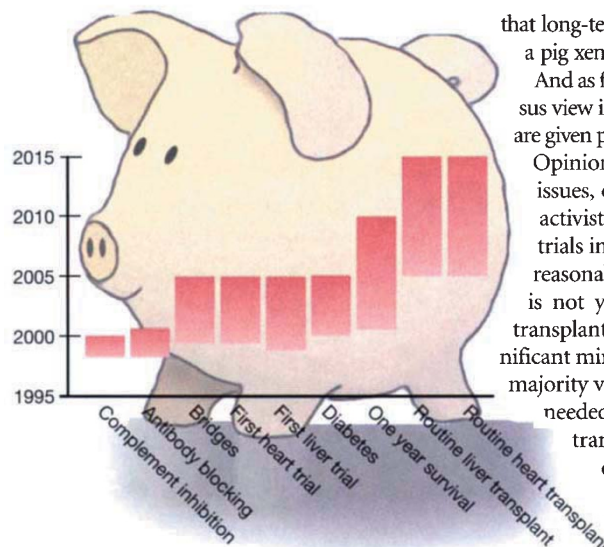 that long-te
a pig xen
And as f
sus view i
are given p
Opinion
issues, 
activist
trials in
reasona
is not y
transplant
nificant mi
majority v
needed
tran
2015
2010
2005
2000
1995
Complement inhibition
Antibody blocking
Bridges
First heart trial
First liver trial
Diabetes
One year survival
Routine liver transplant
Routine heart transplant